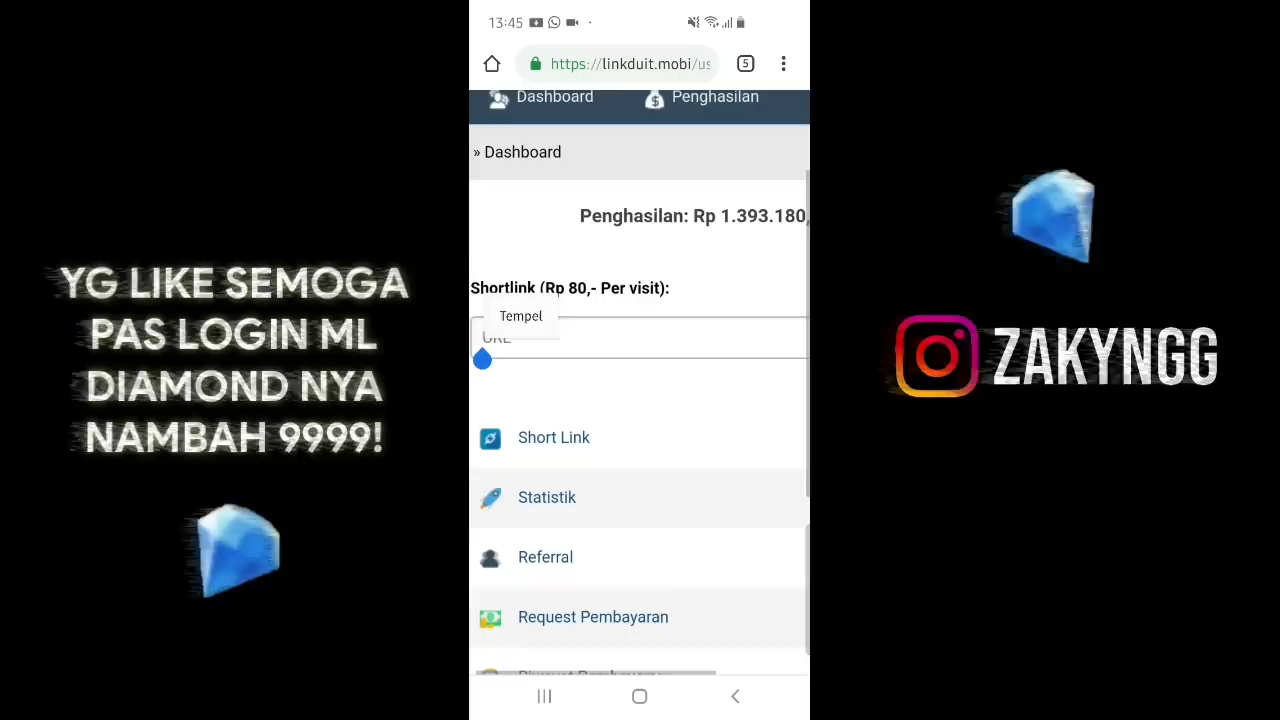 YG LIKE SEMOGA
PAS LOGIN ML
DIAMOND NYA
NAMBAH 9999!
13:45
https://linkduit.mobi/us
5
Dashboard
Penghasilan
» Dashboard
Penghasilan: Rp 1.393.180,
Shortlink (Rp 80,- Per visit):
Tempel
URL
Short Link
Statistik
Referral
Request Pembayaran
ZAKYNGG